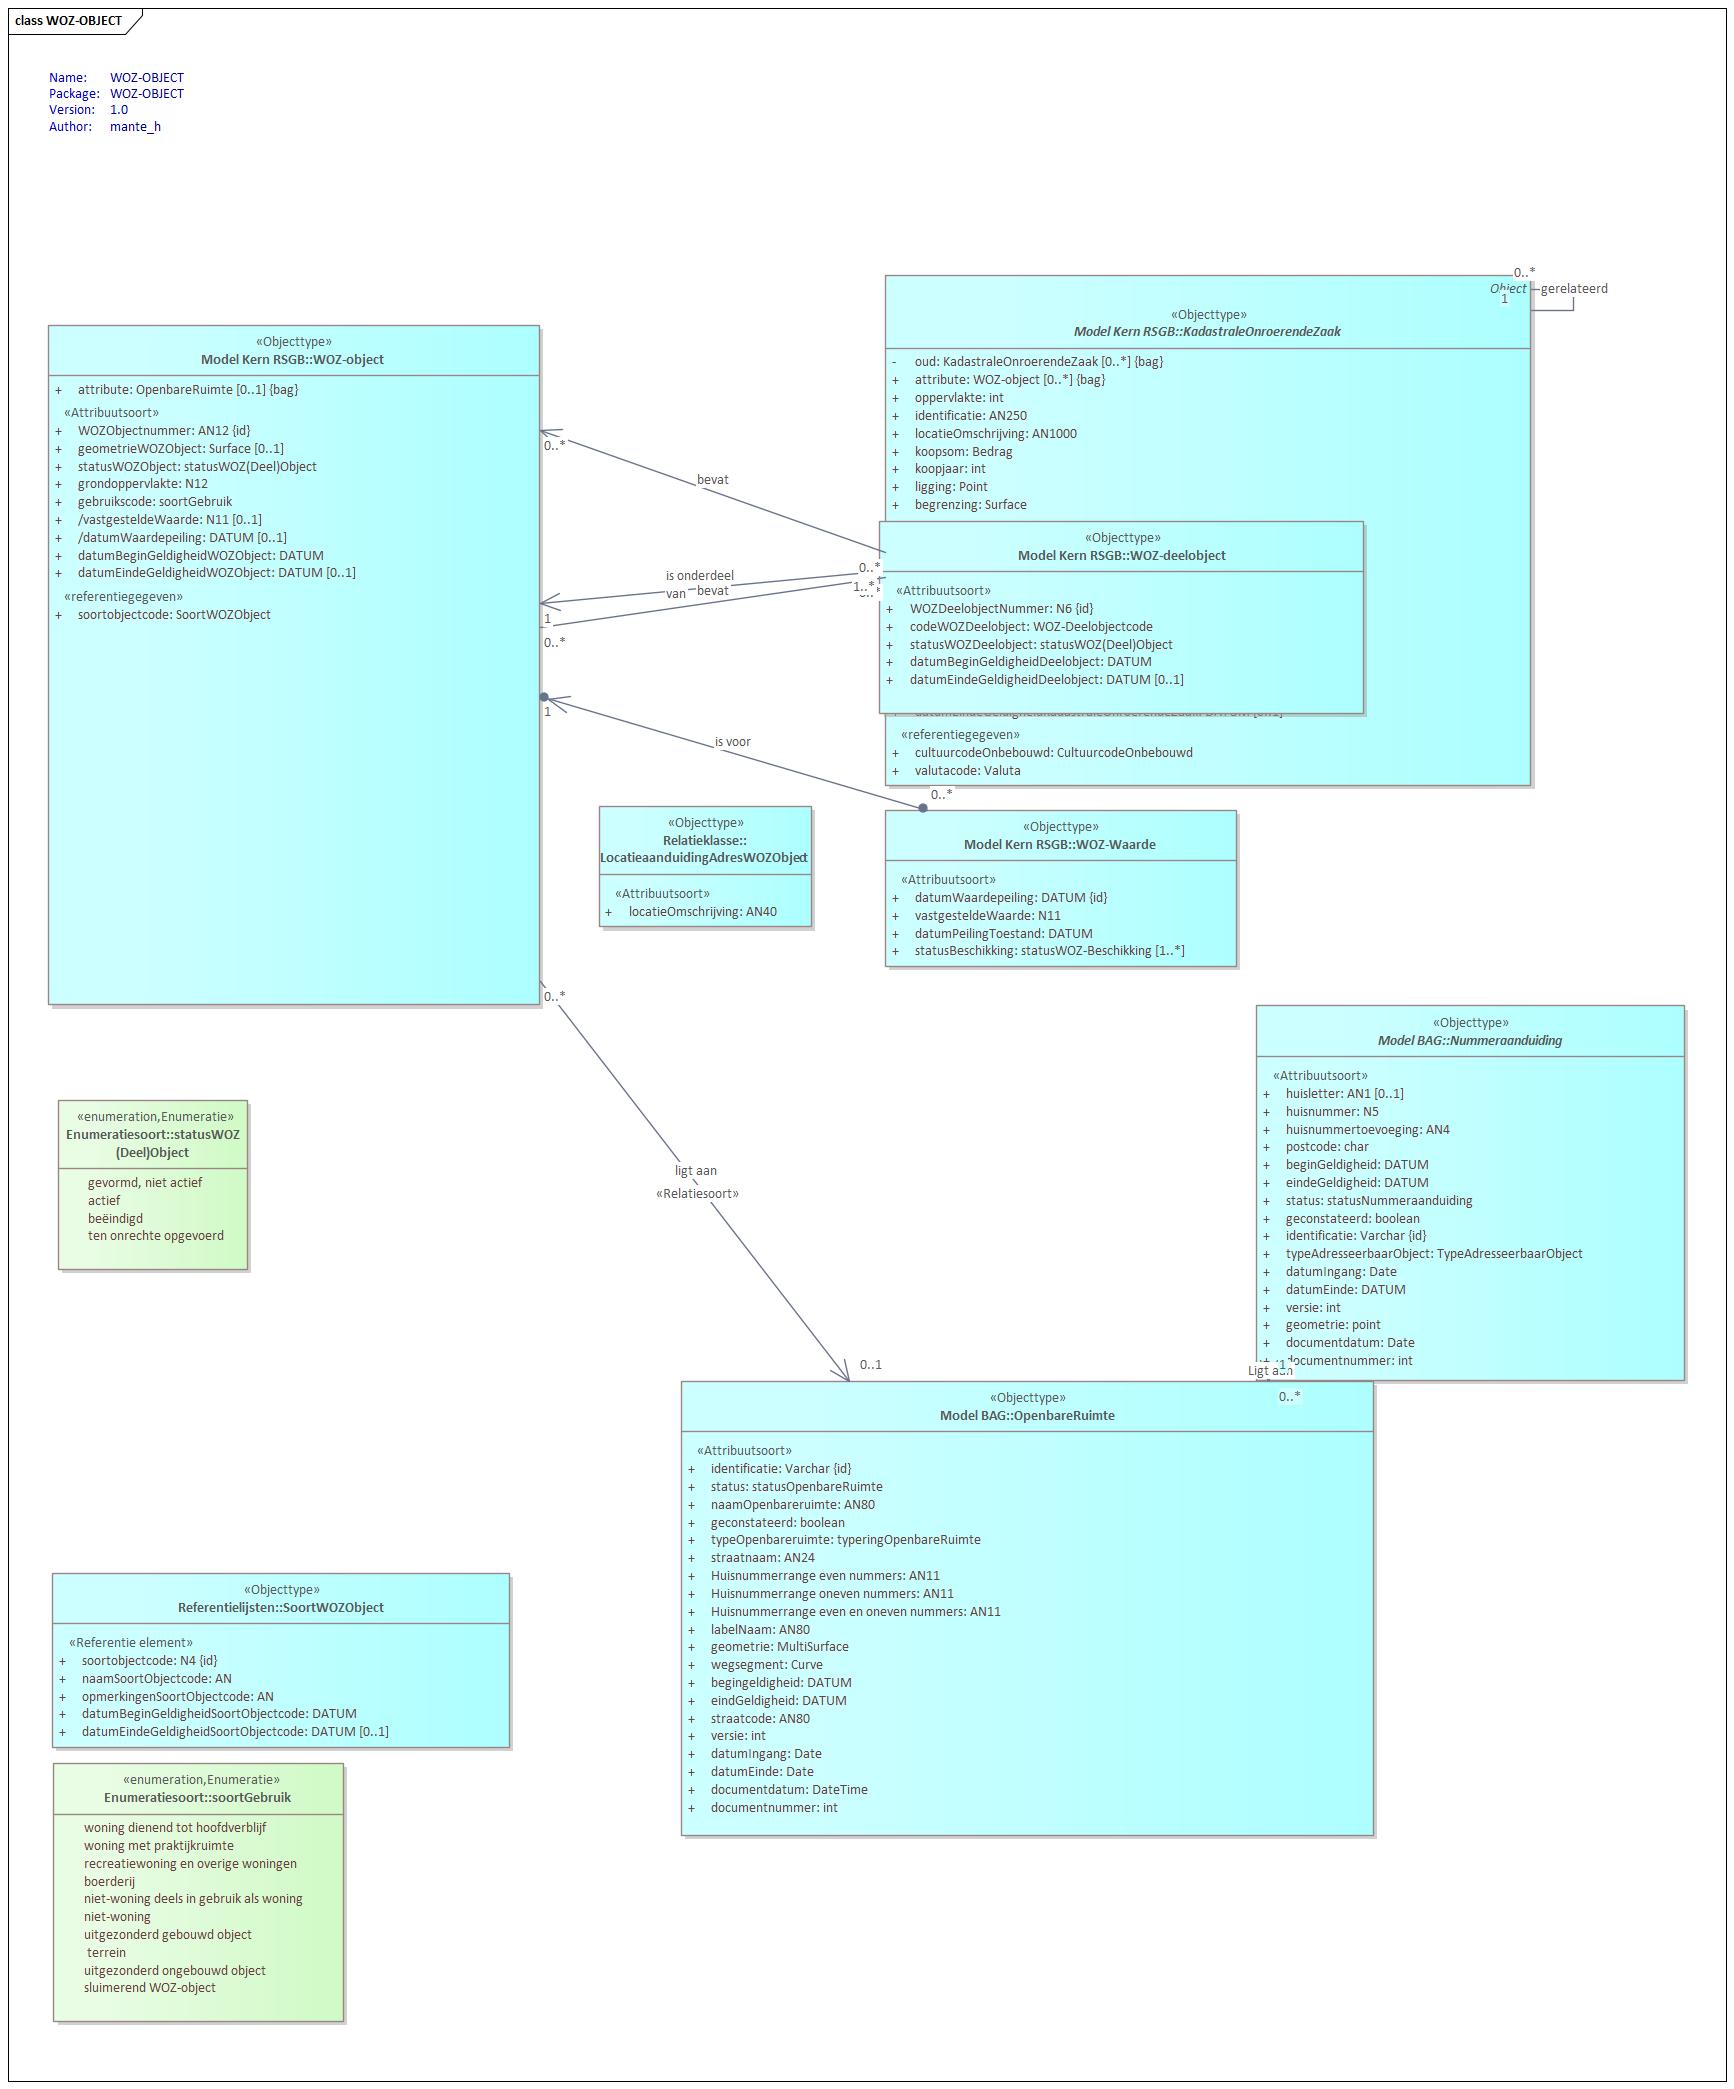 class WOZ-OBJECT
Name: WOZ-OBJECT
Package: WOZ-OBJECT
Version: 1.0
Author: mante_h
«Objecttype»
Model Kern RSGB::WOZ-object
+ attribute: OpenbareRuimte [0..1] {bag}
«Attribuutsoort»
+ WOZObjectnummer: AN12 {id}
+ geometrieWOZObject: Surface [0..1]
+ statusWOZObject: statusWOZ(Deel)Object
+ grondoppervlakte: N12
+ gebruikscode: soortGebruik
+ /vastgesteldeWaarde: N11 [0..1]
+ /datumWaardepeiling: DATUM [0..1]
+ datumBeginGeldigheidWOZObject: DATUM
+ datumEindeGeldigheidWOZObject: DATUM [0..1]
«referentiegegeven»
+ soortobjectcode: SoortWOZObject
0..*
Object
gerelateerd
1
«Objecttype»
Model Kern RSGB::KadastraleOnroerendeZaak
- oud: KadastraleOnroerendeZaak [0..*] {bag}
+ attribute: WOZ-object [0..*] {bag}
+ oppervlakte: int
+ identificatie: AN250
+ locatieOmschrijving: AN1000
+ koopsom: Bedrag
+ koopjaar: int
+ ligging: Point
+ begrenzing: Surface
«Objecttype»
Model Kern RSGB::WOZ-deelobject
«Attribuutsoort»
+ WOZDeelobjectNummer: N6 {id}
+ codeWOZDeelobject: WOZ-Deelobjectcode
+ statusWOZDeelobject: statusWOZ(Deel)Object
+ datumBeginGeldigheidDeelobject: DATUM
+ datumEindeGeldigheidDeelobject: DATUM [0..1]
«referentiegegeven»
+ cultuurcodeOnbebouwd: CultuurcodeOnbebouwd
+ valutacode: Valuta
0..*
bevat
0..*
is onderdeel
van
bevat
1..*
1
0..*
1
is voor
0..*
«Objecttype»
Relatieklasse::
LocatieaanduidingAdresWOZObject
«Attribuutsoort»
+ locatieOmschrijving: AN40
«Objecttype»
Model Kern RSGB::WOZ-Waarde
«Attribuutsoort»
+ datumWaardepeiling: DATUM {id}
+ vastgesteldeWaarde: N11
+ datumPeilingToestand: DATUM
+ statusBeschikking: statusWOZ-Beschikking [1..*]
0..*
ligt aan
«Relatiesoort»
0..1
«Objecttype»
Model BAG::Nummeraanduiding
«Attribuutsoort»
+ huisletter: AN1 [0..1]
+ huisnummer: N5
+ huisnummertoevoeging: AN4
+ postcode: char
+ beginGeldigheid: DATUM
+ eindeGeldigheid: DATUM
+ status: statusNummeraanduiding
+ geconstateerd: boolean
+ identificatie: Varchar {id}
+ typeAdresseerbaarObject: TypeAdresseerbaarObject
+ datumIngang: Date
+ datumEinde: DATUM
+ versie: int
+ geometrie: point
+ documentdatum: Date
+ documentnummer: int
1
Ligt aan
0..*
«enumeration,Enumeratie»
Enumeratiesoort::statusWOZ
(Deel)Object
gevormd, niet actief
actief
beëindigd
ten onrechte opgevoerd
«Objecttype»
Model BAG::OpenbareRuimte
«Attribuutsoort»
+ identificatie: Varchar {id}
+ status: statusOpenbareRuimte
+ naamOpenbareruimte: AN80
+ geconstateerd: boolean
+ typeOpenbareruimte: typeringOpenbareRuimte
+ straatnaam: AN24
+ Huisnummerrange even nummers: AN11
+ Huisnummerrange oneven nummers: AN11
+ Huisnummerrange even en oneven nummers: AN11
+ labelNaam: AN80
+ geometrie: MultiSurface
+ wegsegment: Curve
+ begingeldigheid: DATUM
+ eindGeldigheid: DATUM
+ straatcode: AN80
+ versie: int
+ datumIngang: Date
+ datumEinde: Date
+ documentdatum: DateTime
+ documentnummer: int
«Objecttype»
Referentielijsten::SoortWOZObject
«Referentie element»
+ soortobjectcode: N4 {id}
+ naamSoortObjectcode: AN
+ opmerkingenSoortObjectcode: AN
+ datumBeginGeldigheidSoortObjectcode: DATUM
+ datumEindeGeldigheidSoortObjectcode: DATUM [0..1]
«enumeration,Enumeratie»
Enumeratiesoort::soortGebruik
woning dienend tot hoofdverblijf
woning met praktijkruimte
recreatiewoning en overige woningen
boerderij
niet-woning deels in gebruik als woning
niet-woning
uitgezonderd gebouwd object
terrein
uitgezonderd ongebouwd object
sluimerend WOZ-object